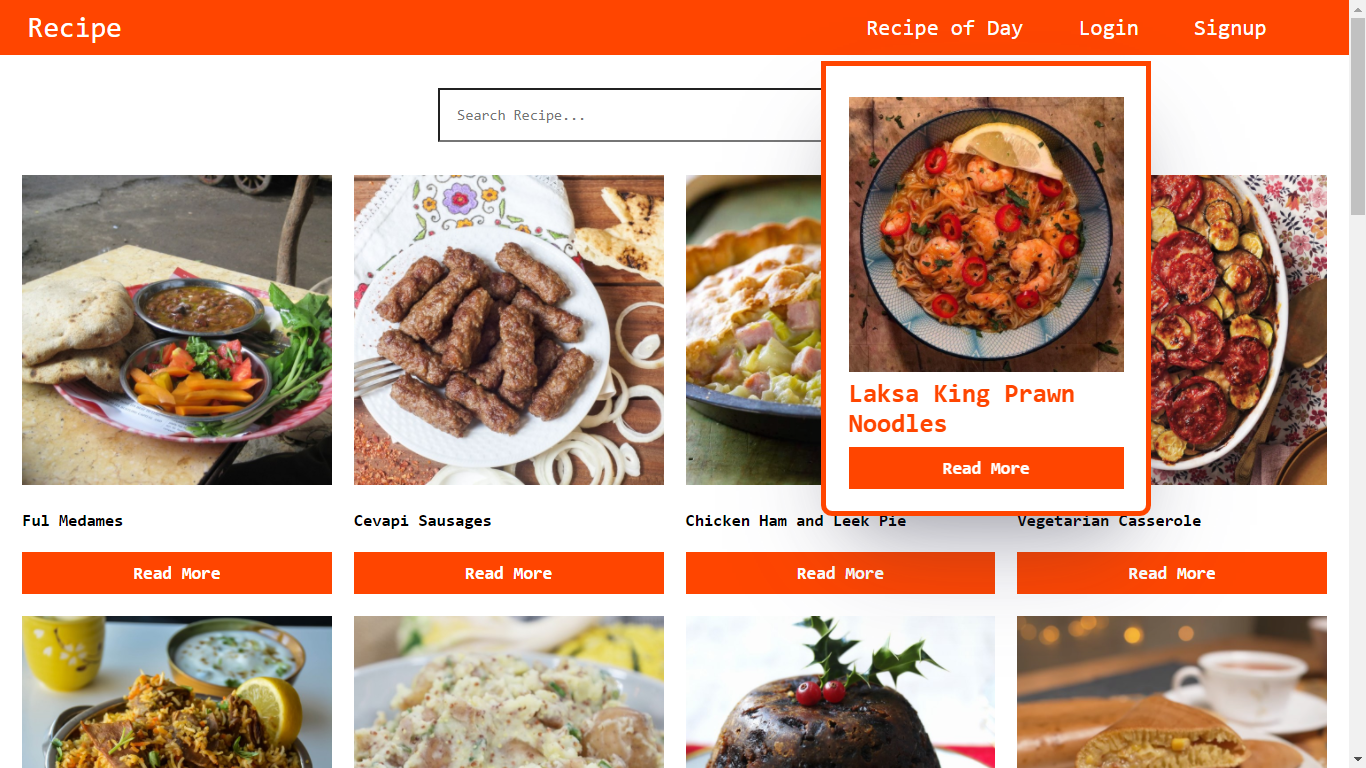 Recipe
Recipe of Day
Login
Signup
Search Recipe...
Laksa King Prawn
Noodles
Read More
Ful Medames
Cevapi Sausages
Chicken Ham and Leek Pie
Vegetarian Casserole
Read More
Read More
Read More
Read More